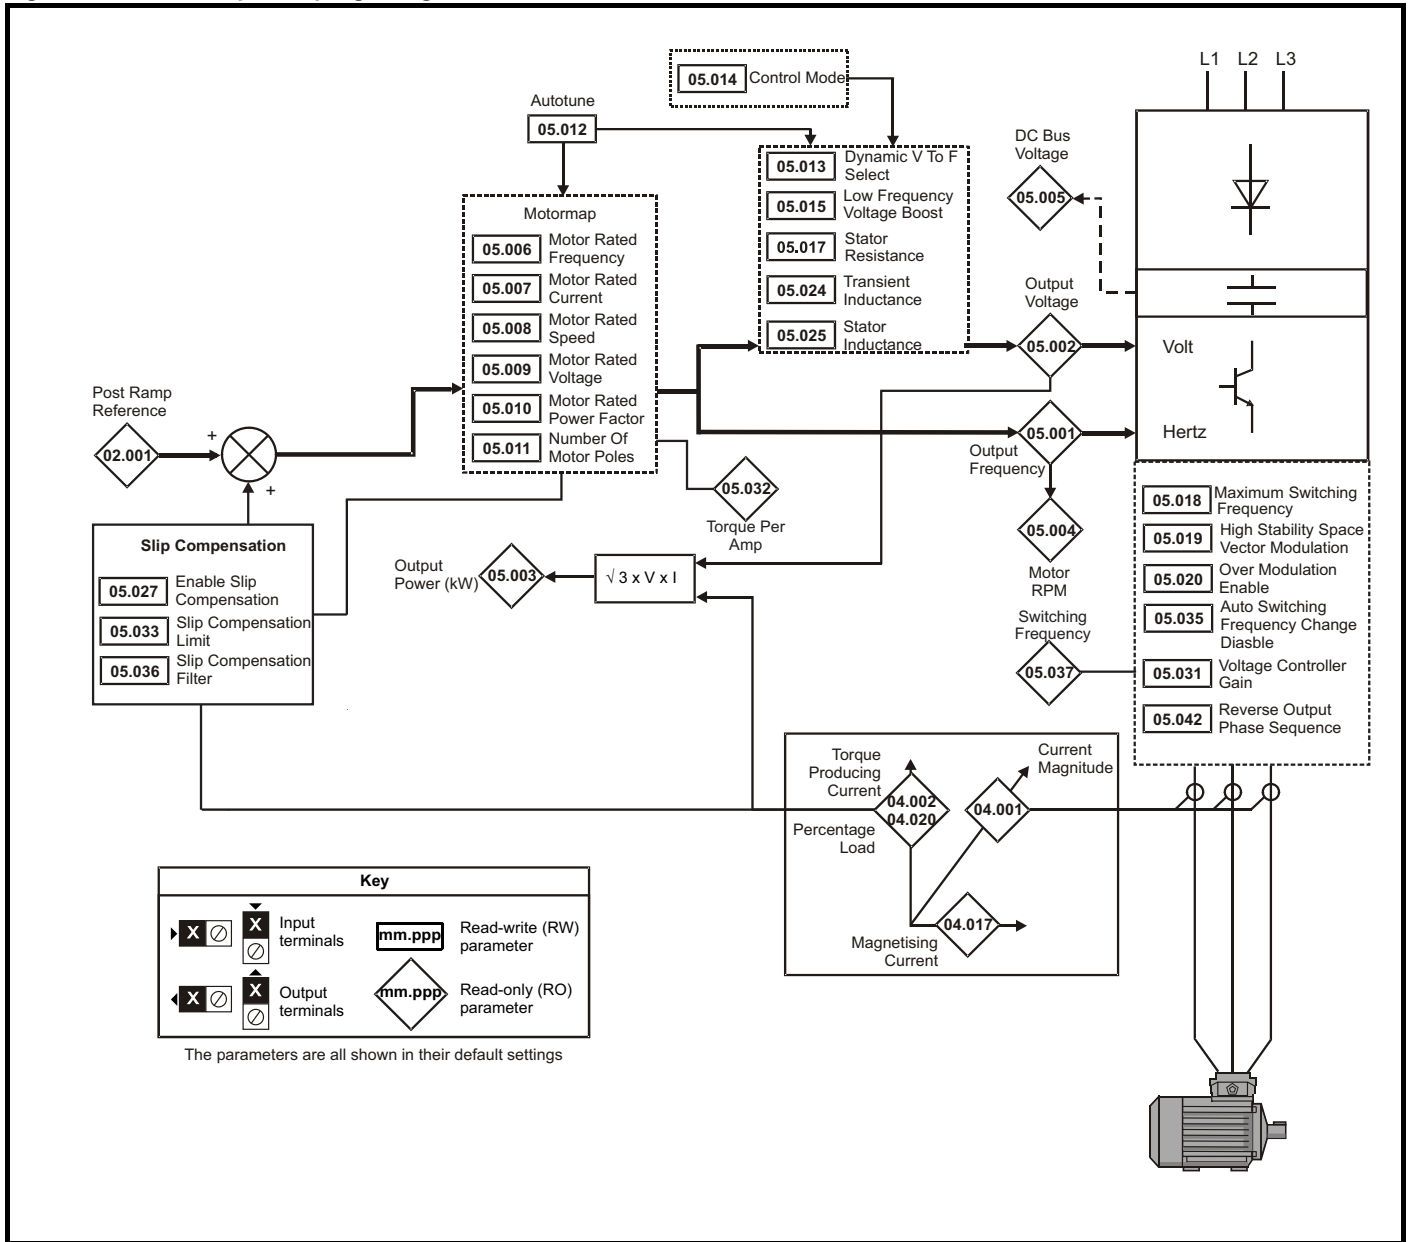 L1 L2 L3
05.014 Control Mode
Autotune
05.012
DC Bus
Voltage
05.005
05.013 Dynamic V To F
Select
05.015 Low Frequency
Voltage Boost
05.017 Stator
Resistance
05.024 Transient
Inductance
05.025 Stator
Inductance
Motormap
05.006 Motor Rated
Frequency
05.007 Motor Rated
Current
05.008 Motor Rated
Speed
05.009 Motor Rated
Voltage
05.010 Motor Rated
Power Factor
05.011 Number Of
Motor Poles
Output
Voltage
05.002
Volt
Post Ramp
Reference
02.001
+
+
05.001
Output
Frequency
Hertz
05.032
Torque Per
Amp
05.004
Motor
RPM
Slip Compensation
05.027 Enable Slip
Compensation
05.033 Slip Compensation
Limit
05.036 Slip Compensation
Filter
Output
Power (kW)
05.003
√ 3 x V x I
Switching
Frequency
05.037
05.018 Maximum Switching
Frequency
05.019 High Stability Space
Vector Modulation
05.020 Over Modulation
Enable
05.035 Auto Switching
Frequency Change
Diasble
05.031 Voltage Controller
Gain
05.042 Reverse Output
Phase Sequence
Torque
Producing
Current
04.002
04.020
Percentage
Load
Current
Magnitude
04.001
04.017
Magnetising
Current
Key
X X Input
terminals
mm.ppp Read-write (RW)
parameter
X X Output
terminals
mm.ppp Read-only (RO)
parameter
The parameters are all shown in their default settings